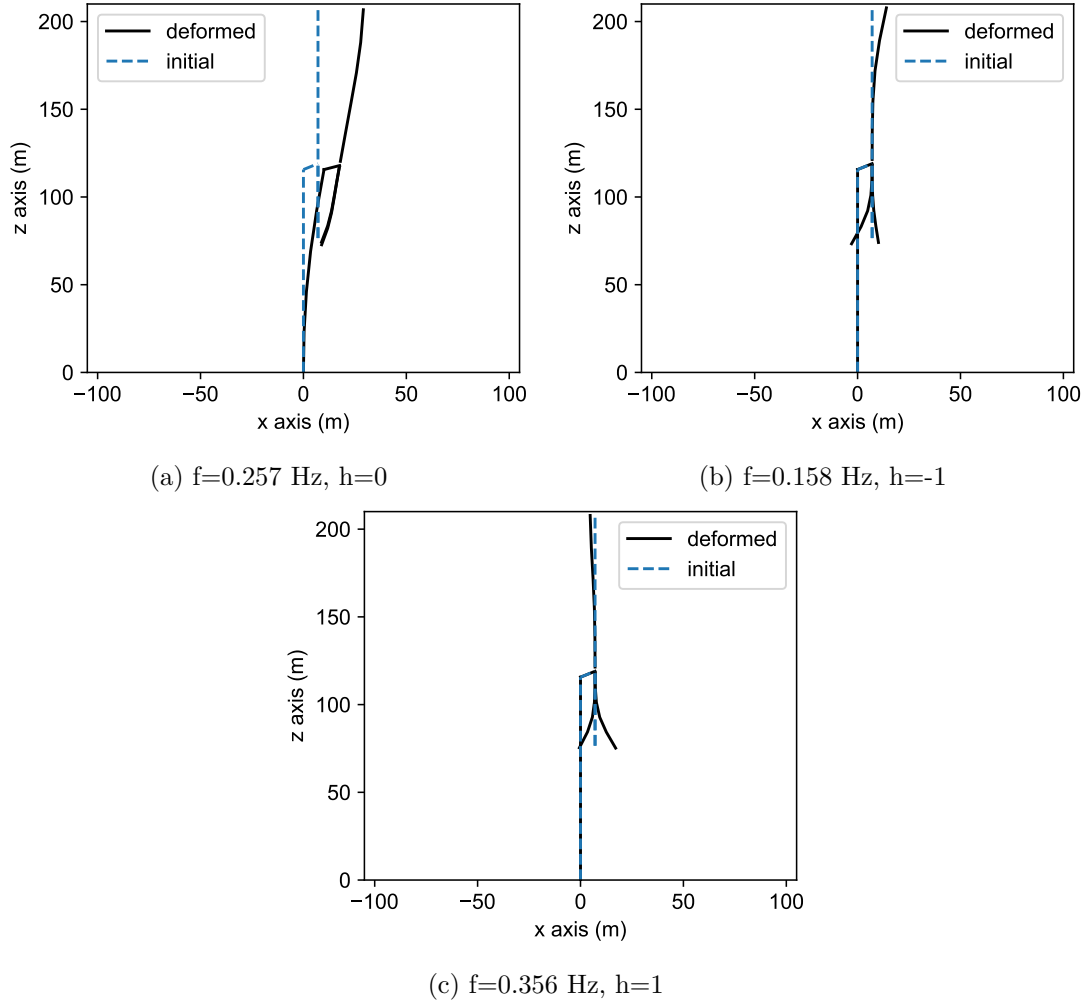 deformed
initial
z axis (m)
200
150
100
50
0
−100
−50
0
50
100
x axis (m)
(a) f=0.257 Hz, h=0
deformed
initial
z axis (m)
200
150
100
50
0
−100
−50
0
50
100
x axis (m)
(b) f=0.158 Hz, h=-1
deformed
initial
z axis (m)
200
150
100
50
0
−100
−50
0
50
100
x axis (m)
(c) f=0.356 Hz, h=1